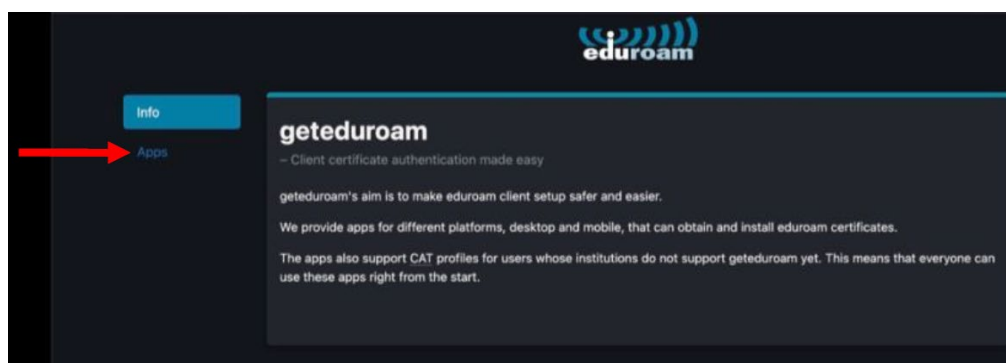 eduroam
Info
Apps
geteduroam
– Client certificate authentication made easy
geteduroam's aim is to make eduroam client setup safer and easier.
We provide apps for different platforms, desktop and mobile, that can obtain and install eduroam certificates.
The apps also support CAT profiles for users whose institutions do not support geteduroam yet. This means that everyone can
use these apps right from the start.